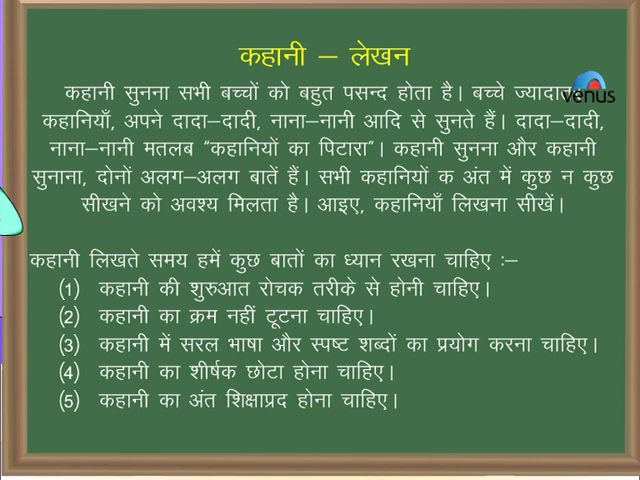 कहानी – लेखन
कहानी सुनना सभी बच्चों को बहुत पसन्द होता है। बच्चे ज्यादातर
venus
कहानियाँ, अपने दादा–दादी, नाना–नानी आदि से सुनते हैं। दादा–दादी,
नाना–नानी मतलब “कहानियों का पिटारा”। कहानी सुनना और कहानी
सुनाना, दोनों अलग–अलग बातें हैं। सभी कहानियों क अंत में कुछ न कुछ
सीखने को अवश्य मिलता है। आइए, कहानियाँ लिखना सीखें।
कहानी लिखते समय हमें कुछ बातों का ध्यान रखना चाहिए :–
(1) कहानी की शुरुआत रोचक तरीके से होनी चाहिए।
(2) कहानी का क्रम नहीं टूटना चाहिए।
(3) कहानी में सरल भाषा और स्पष्ट शब्दों का प्रयोग करना चाहिए।
(4) कहानी का शीर्षक छोटा होना चाहिए।
(5) कहानी का अंत शिक्षाप्रद होना चाहिए।